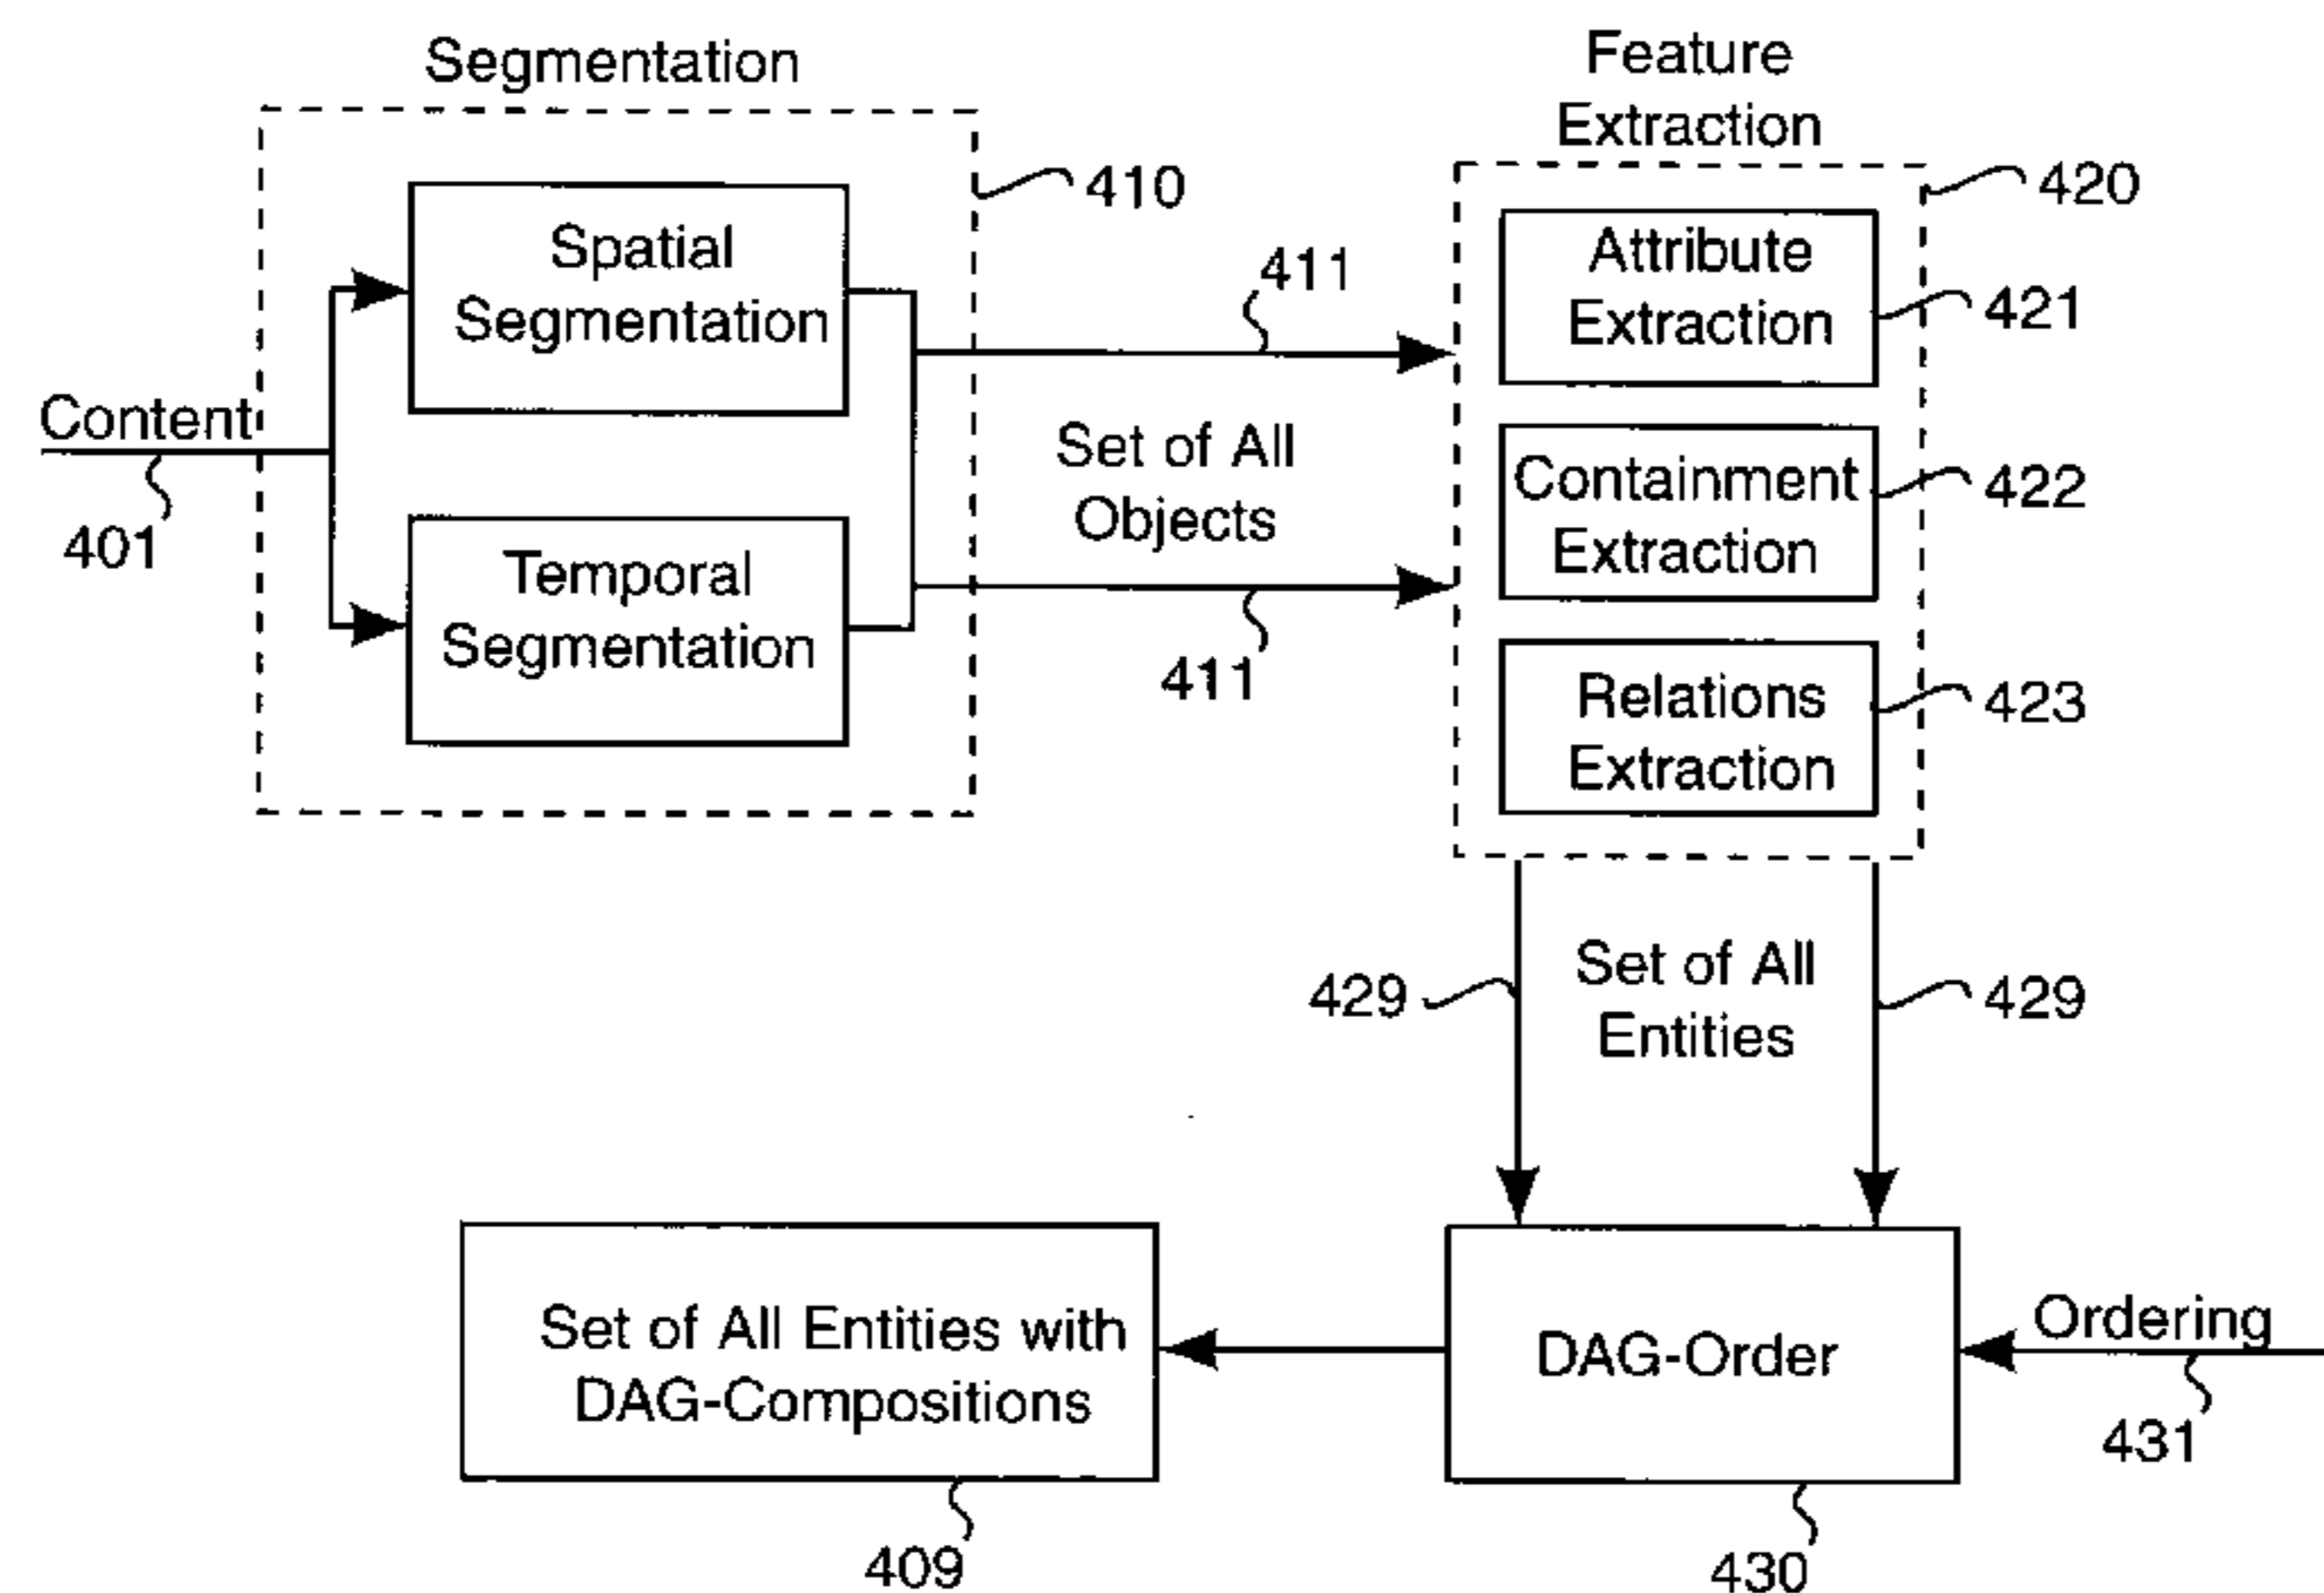 Segmentation
Feature
Extraction
410
420
Spatial
Segmentation
Attribute
Extraction
421
411
Content
401
Set of All
Objects
Containment
Extraction
422
Temporal
Segmentation
411
Relations
Extraction
423
429
Set of All
Entities
429
Set of All Entities with
DAG-Compositions
409
DAG-Order
430
Ordering
431